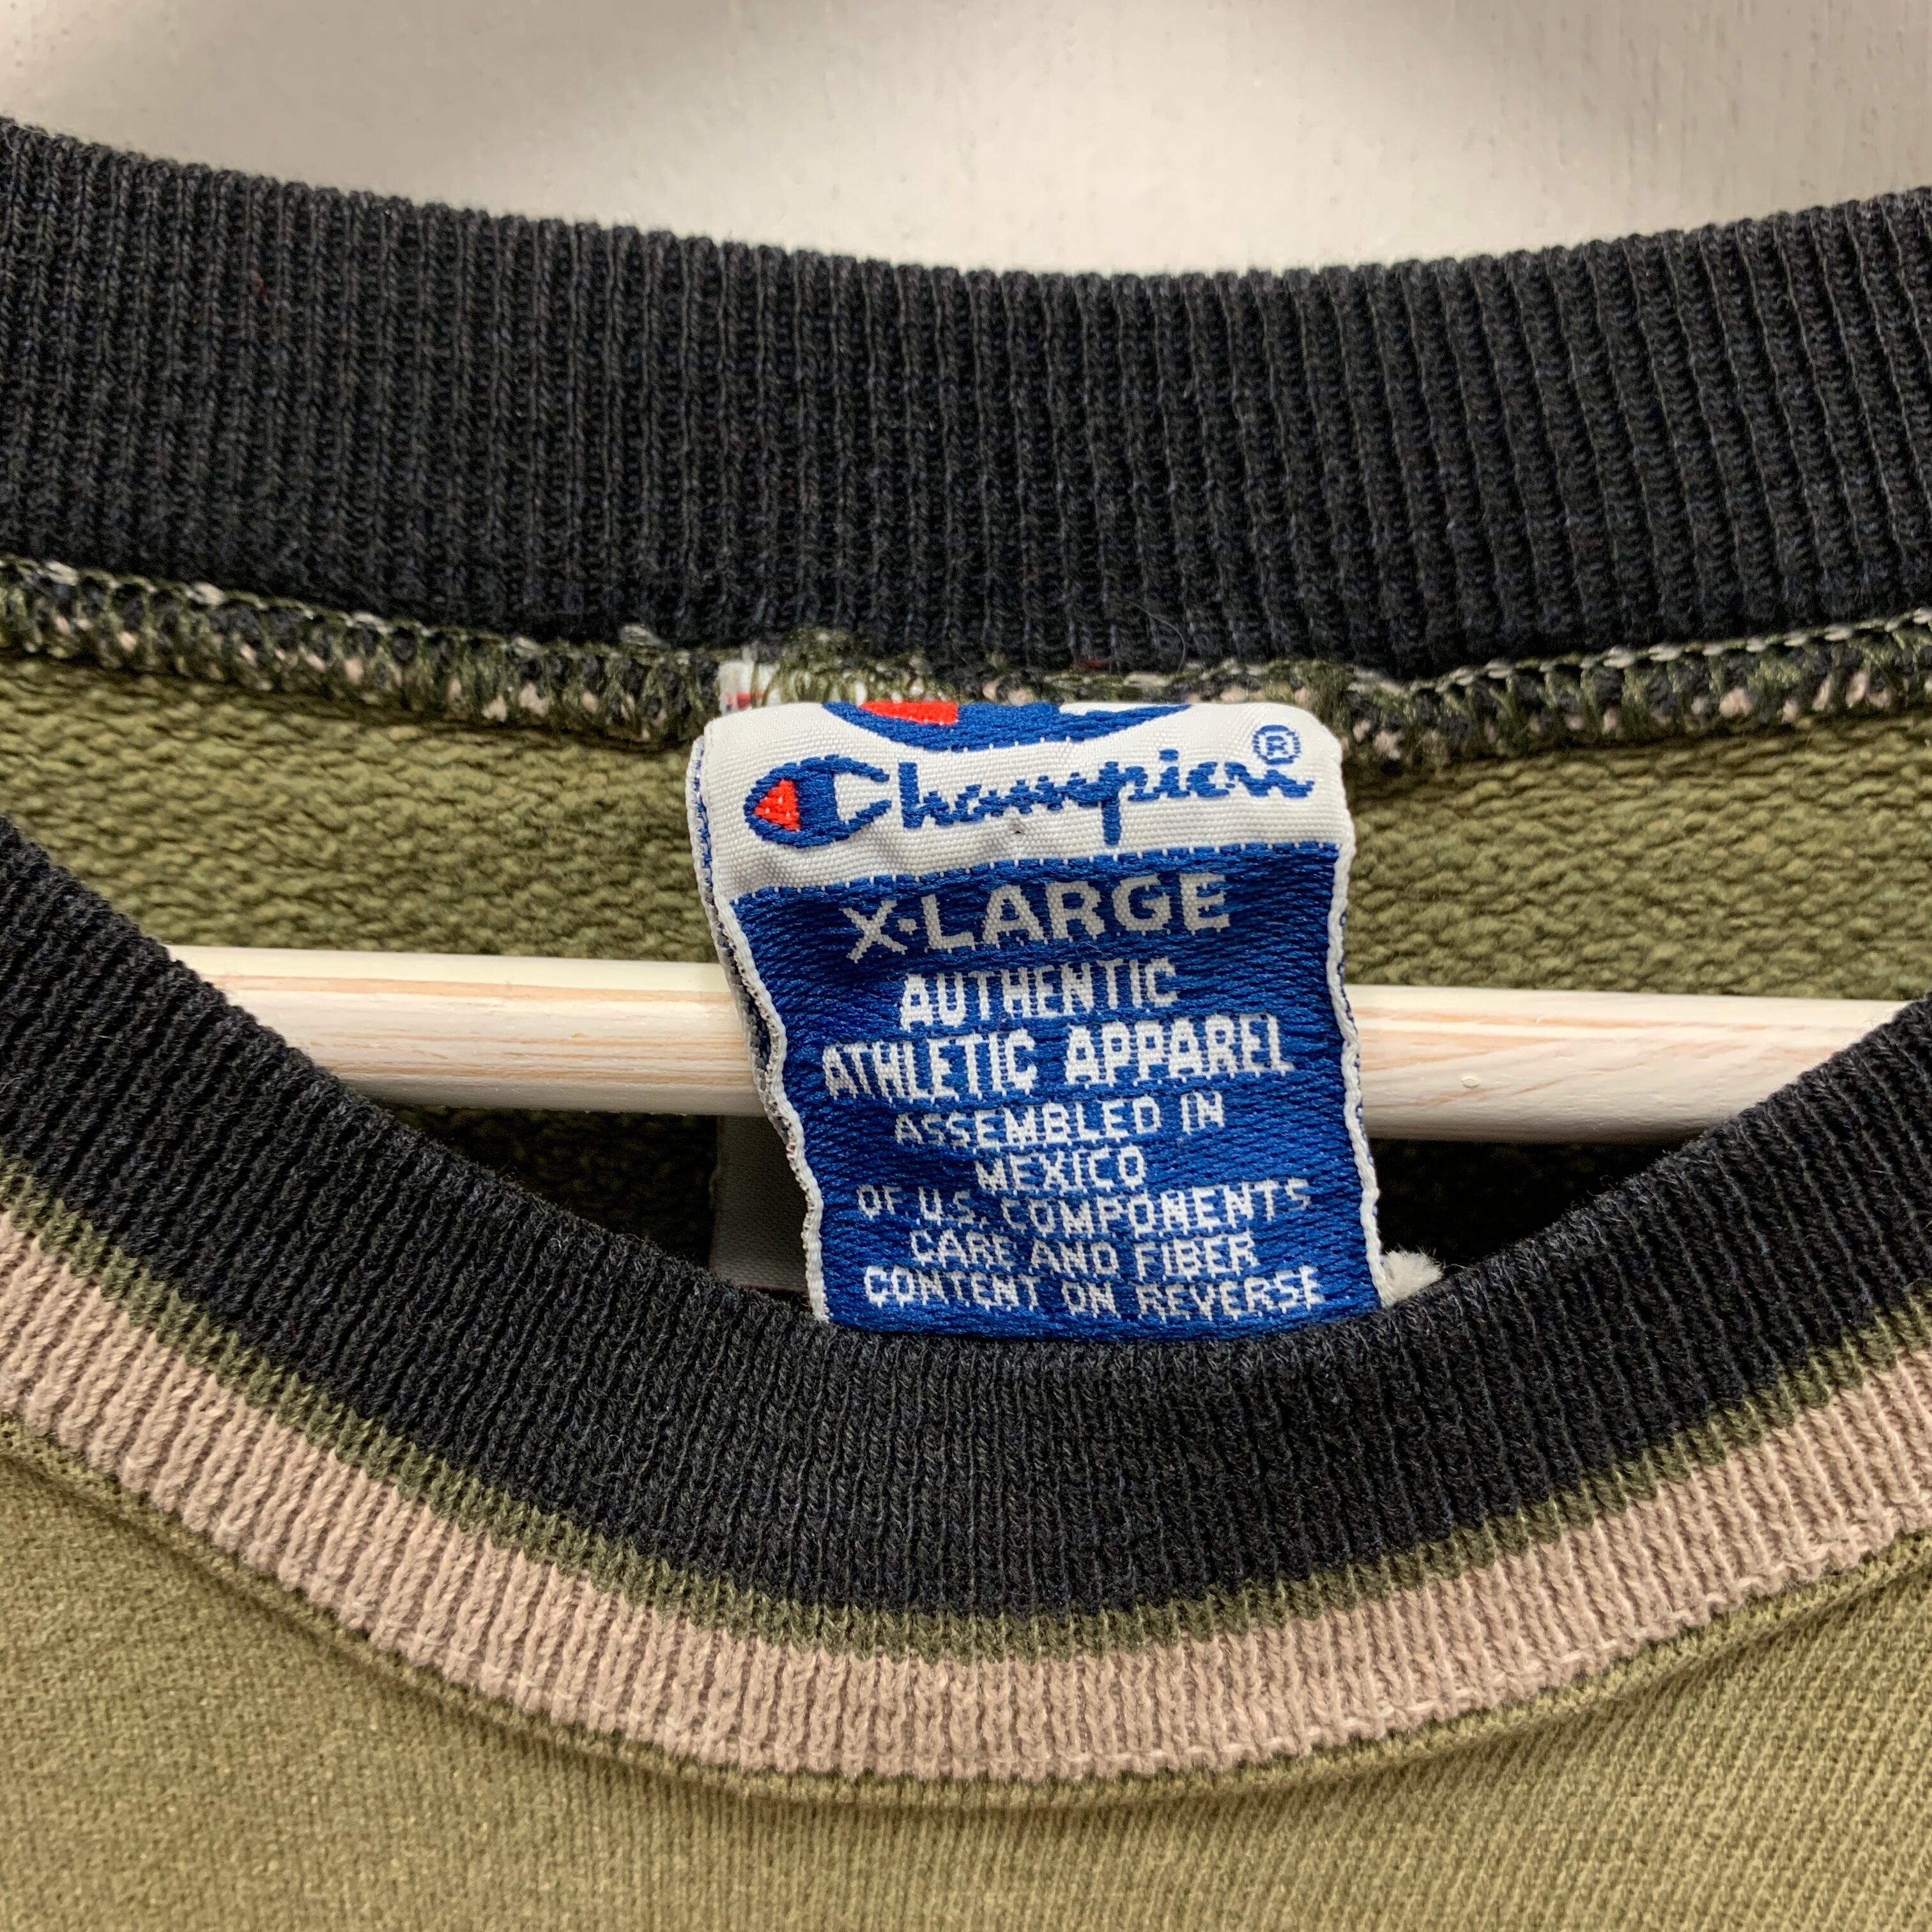 Champion®
X-LARGE
AUTHENTIC
ATHLETIC APPAREL
ASSEMBLED IN
MEXICO
OF U.S. COMPONENTS
CARE AND FIBER
CONTENT ON REVERSE